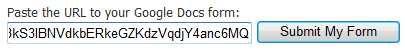 Paste the URL to your Google Docs form:
3kS3lBNVdkbERkeGZKdzVqdjY4anc6MQ Submit My Form